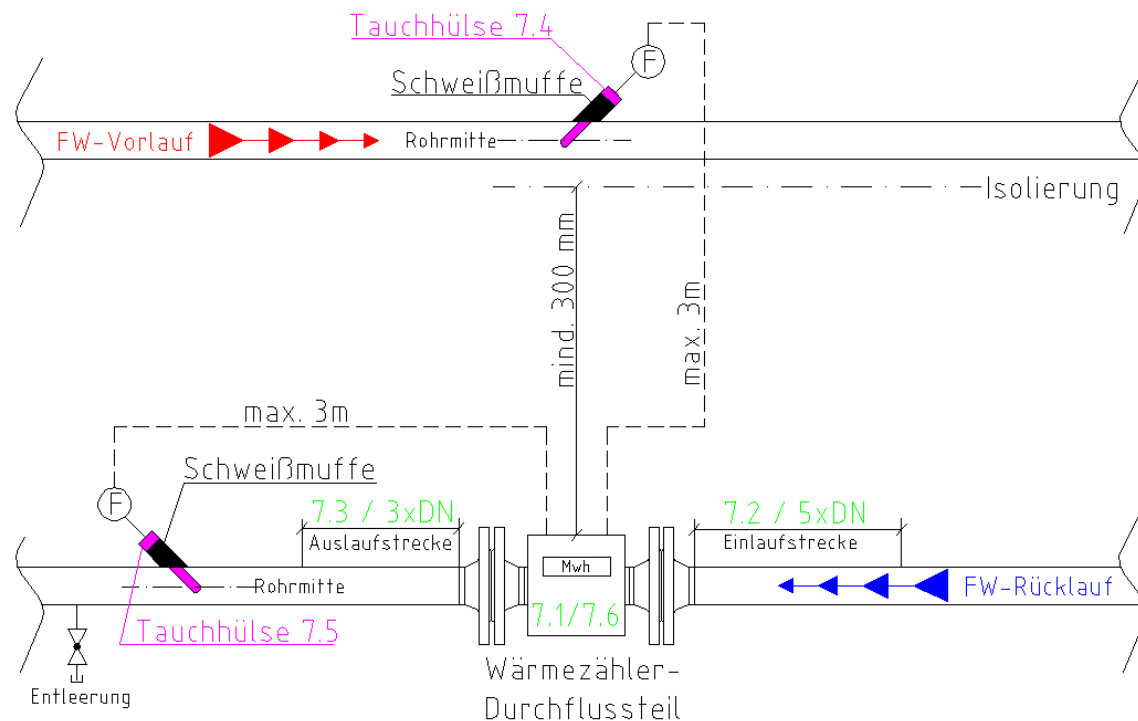 Tauchhülse 7.4
F
Schweißmuffe
FW-Vorlauf
Rohrmitte
Isolierung
mind. 300 mm
max. 3m
max. 3m
Schweißmuffe
F
7.3 / 3xDN
7.2 / 5xDN
Auslaufstrecke
Einlaufstrecke
Mwh
Rohrmitte
FW-Rücklauf
7.1/7.6
Tauchhülse 7.5
Wärmezähler-
Durchflussteil
Entleerung